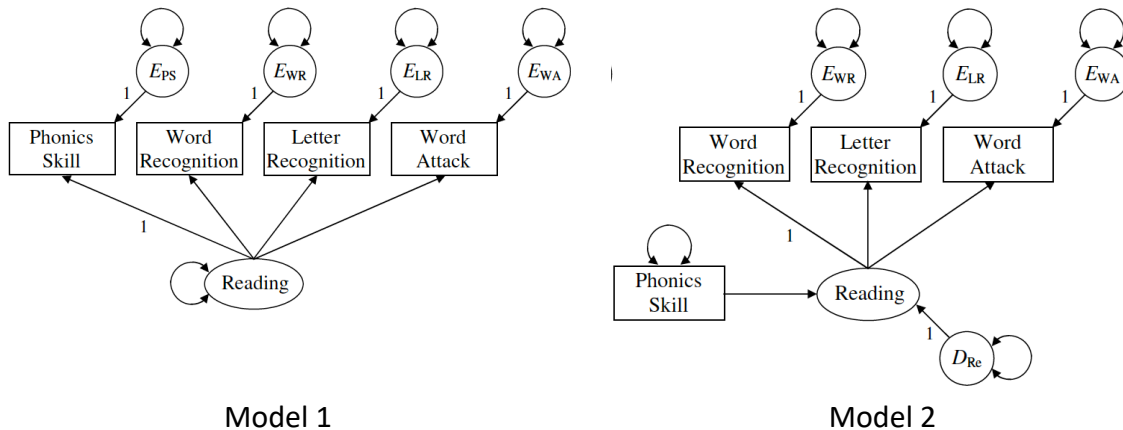 E_PS
E_WR
E_LR
E_WA
1
1
1
1
Phonics
Skill
Word
Recognition
Letter
Recognition
Word
Attack
1
Reading
Model 1
)
E_WR
E_LR
E_WA
1
1
1
Word
Recognition
Letter
Recognition
Word
Attack
1
Phonics
Skill
Reading
1
D_Re
Model 2